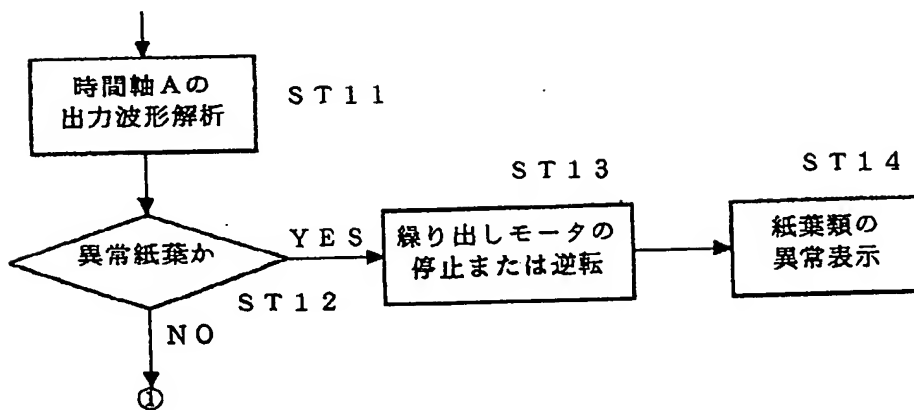 時間軸Aの
出力波形解析
ST11
異常紙葉か
ST12
YES
NO
①
繰り出しモータの
停止または逆転
ST13
紙葉類の
異常表示
ST14